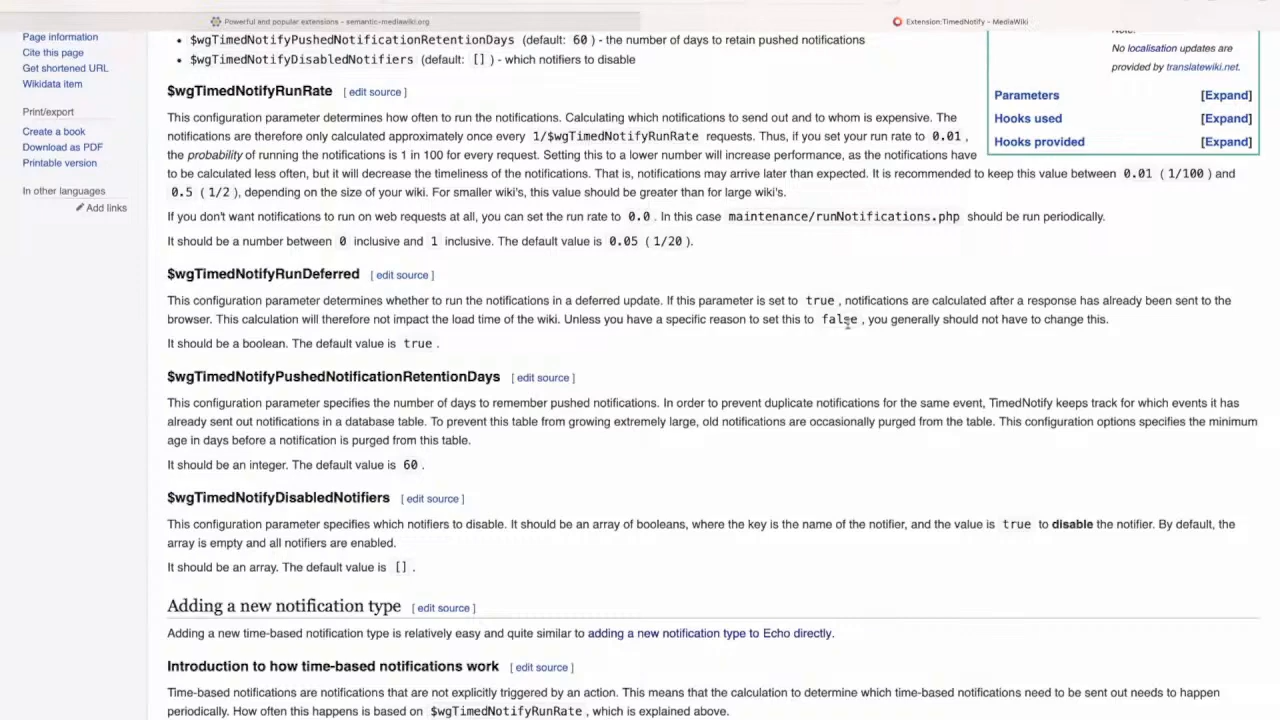 Powerful and popular extensions - semantic-mediawiki.org
Extension:TimedNotify - MediaWiki
Page information
Cite this page
Get shortened URL
Wikidata item
Print/export
Create a book
Download as PDF
Printable version
In other languages
Add links
• $wgTimedNotifyPushedNotificationRetentionDays (default: 60 ) - the number of days to retain pushed notifications
• $wgTimedNotifyDisabledNotifiers (default: [] ) - which notifiers to disable
$wgTimedNotifyRunRate [ edit source ]
This configuration parameter determines how often to run the notifications. Calculating which notifications to send out and to whom is expensive. The
notifications are therefore only calculated approximately once every 1/$wgTimedNotifyRunRate requests. Thus, if you set your run rate to 0.01 ,
the probability of running the notifications is 1 in 100 for every request. Setting this to a lower number will increase performance, as the notifications have
to be calculated less often, but it will decrease the timeliness of the notifications. That is, notifications may arrive later than expected. It is recommended to keep this value between 0.01 ( 1/100 ) and
0.5 ( 1/2 ), depending on the size of your wiki. For smaller wiki's, this value should be greater than for large wiki's.
If you don't want notifications to run on web requests at all, you can set the run rate to 0.0 . In this case maintenance/runNotifications.php should be run periodically.
It should be a number between 0 inclusive and 1 inclusive. The default value is 0.05 ( 1/20 ).
$wgTimedNotifyRunDeferred [ edit source ]
This configuration parameter determines whether to run the notifications in a deferred update. If this parameter is set to true , notifications are calculated after a response has already been sent to the
browser. This calculation will therefore not impact the load time of the wiki. Unless you have a specific reason to set this to false , you generally should not have to change this.
It should be a boolean. The default value is true .
$wgTimedNotifyPushedNotificationRetentionDays [ edit source ]
This configuration parameter specifies the number of days to remember pushed notifications. In order to prevent duplicate notifications for the same event, TimedNotify keeps track for which events it has
already sent out notifications in a database table. To prevent this table from growing extremely large, old notifications are occasionally purged from the table. This configuration options specifies the minimum
age in days before a notification is purged from this table.
It should be an integer. The default value is 60 .
$wgTimedNotifyDisabledNotifiers [ edit source ]
This configuration parameter specifies which notifiers to disable. It should be an array of booleans, where the key is the name of the notifier, and the value is true to disable the notifier. By default, the
array is empty and all notifiers are enabled.
It should be an array. The default value is [] .
Adding a new notification type [ edit source ]
Adding a new time-based notification type is relatively easy and quite similar to adding a new notification type to Echo directly.
Introduction to how time-based notifications work [ edit source ]
Time-based notifications are notifications that are not explicitly triggered by an action. This means that the calculation to determine which time-based notifications need to be sent out needs to happen
periodically. How often this happens is based on $wgTimedNotifyRunRate , which is explained above.
No localisation updates are
provided by translatewiki.net.
Parameters [Expand]
Hooks used [Expand]
Hooks provided [Expand]